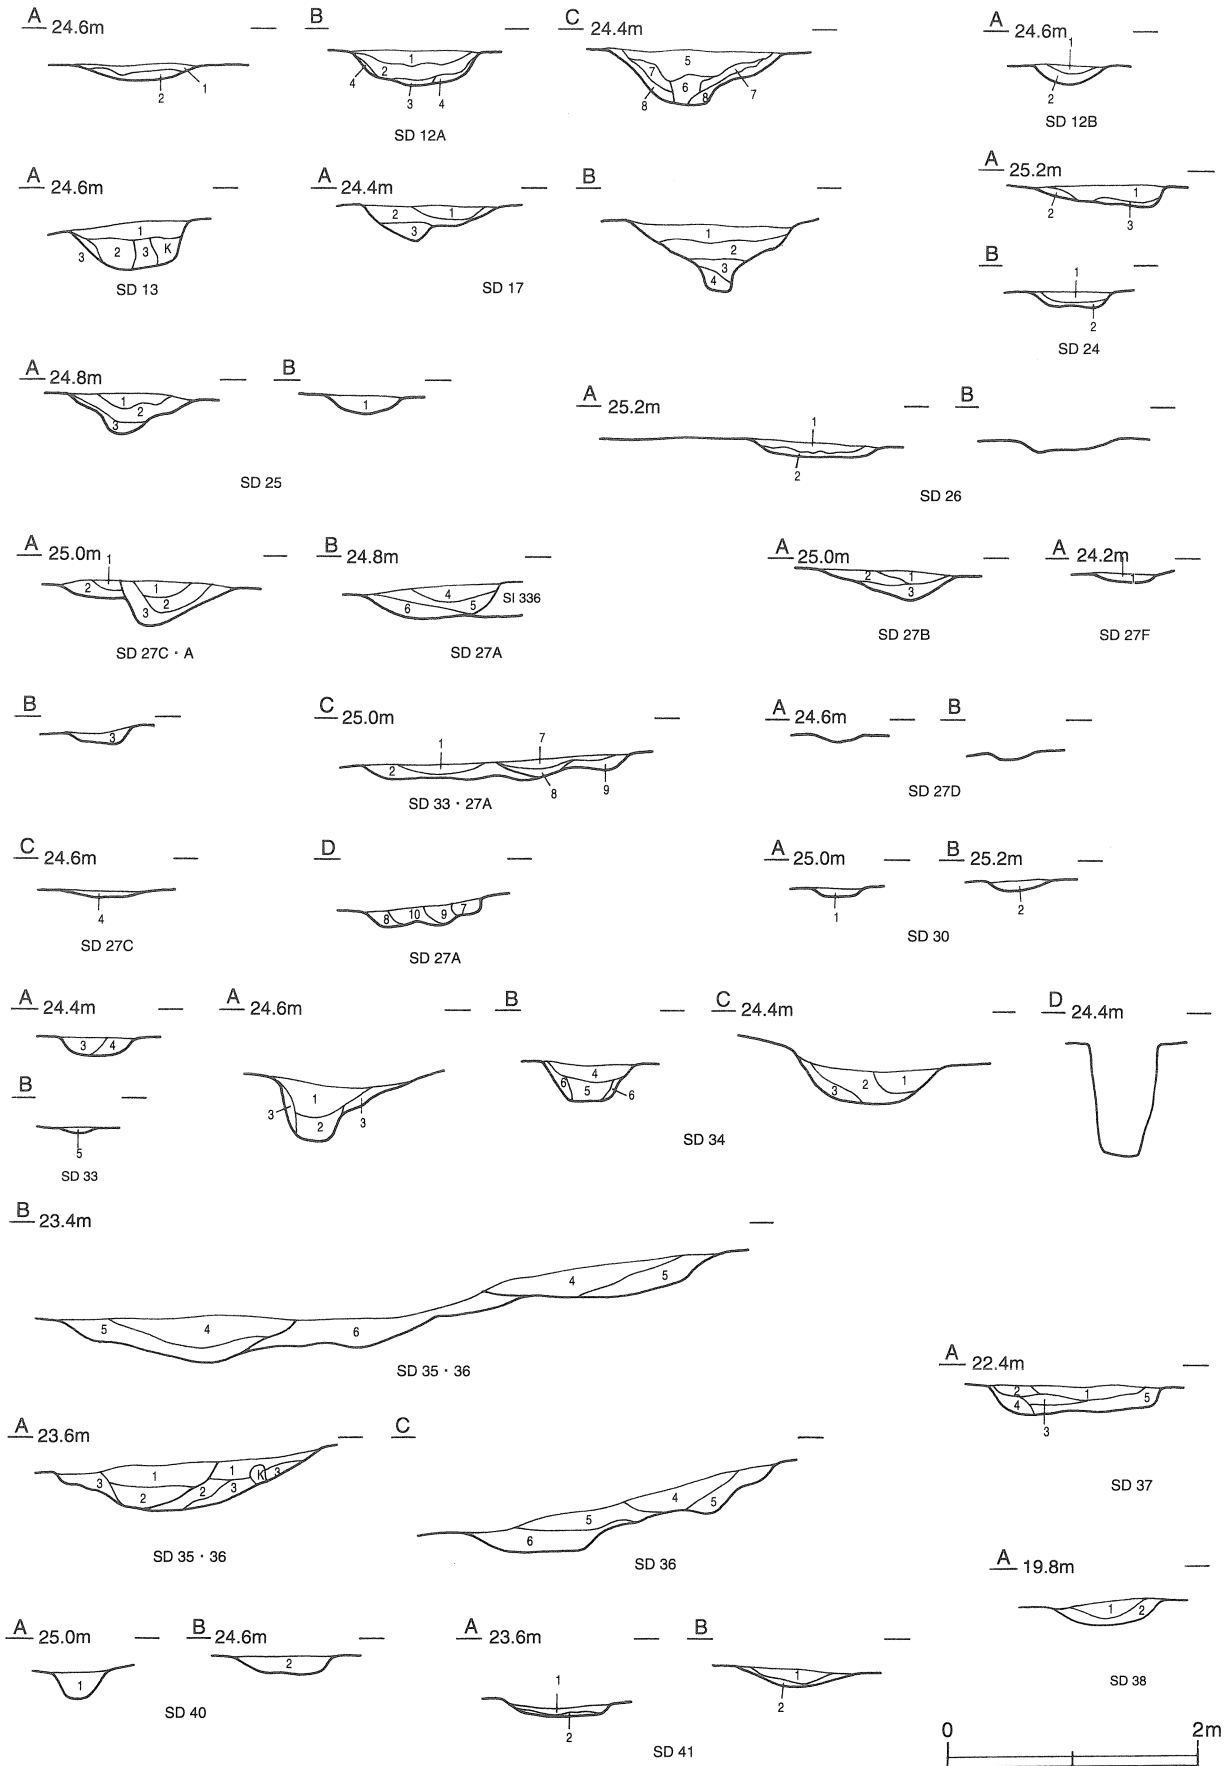 A 24.6m
B
C 24.4m
A 24.6m
1
2
1
2
3
4
4
5
6
7
7
8
8
1
2
SD 12A
SD 12B
A 24.6m
A 24.4m
B
A 25.2m
1
2
3
3
K
1
2
3
1
2
3
4
1
2
3
SD 13
SD 17
B
1
2
SD 24
A 24.8m
B
A 25.2m
B
1
2
3
1
1
2
SD 25
SD 26
A 25.0m
B 24.8m
A 25.0m
A 24.2m
1
2
1
2
3
4
5
6
SI 336
1
2
3
1
SD 27C・A
SD 27A
SD 27B
SD 27F
B
C 25.0m
A 24.6m
B
3
1
2
7
8
9
SD 33・27A
SD 27D
C 24.6m
D
A 25.0m
B 25.2m
4
8
10
9
7
1
2
SD 27C
SD 27A
SD 30
A 24.4m
A 24.6m
B
C 24.4m
D 24.4m
3
4
1
2
3
3
4
5
6
6
1
2
3
B
5
SD 33
SD 34
B 23.4m
4
5
5
4
6
SD 35・36
A 22.4m
1
2
3
4
5
SD 37
A 23.6m
C
1
2
3
1
2
3
K
3
4
5
5
6
SD 35・36
SD 36
A 19.8m
1
2
SD 38
A 25.0m
B 24.6m
A 23.6m
B
1
2
1
2
1
2
SD 40
SD 41
0
2m